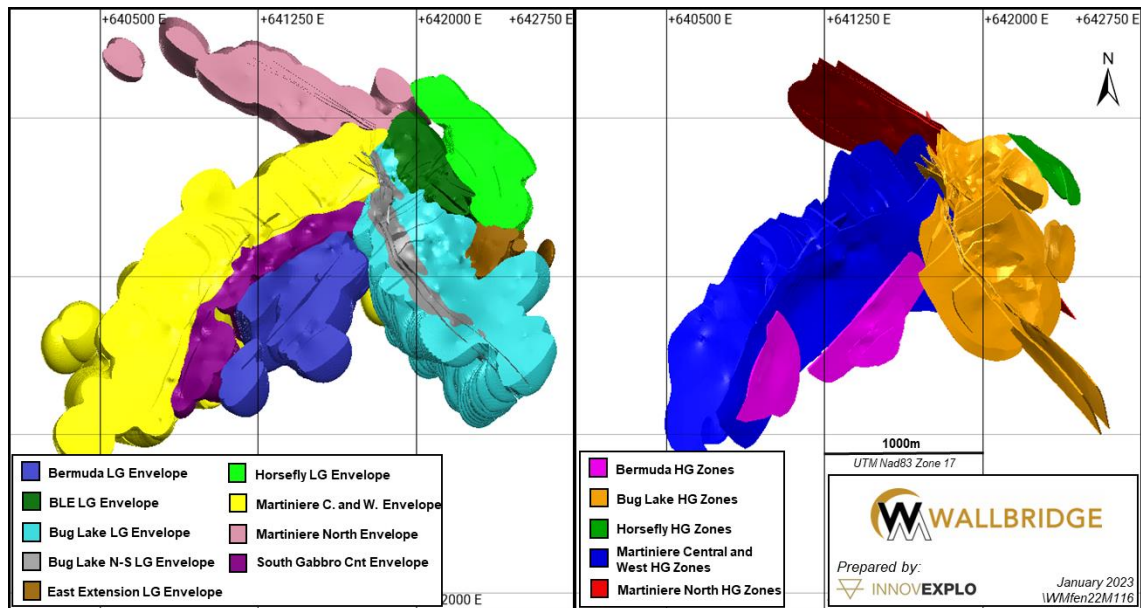 +640500 E
+641250 E
+642000 E
+642750 E
Bermuda LG Envelope
BLE LG Envelope
Bug Lake LG Envelope
Bug Lake N-S LG Envelope
East Extension LG Envelope
Horsefly LG Envelope
Martiniere C. and W. Envelope
Martiniere North Envelope
South Gabbro Cnt Envelope
2000 E
+640500 E
+641250 E
+642000 E
+642750 E
N
1000m
UTM Nad83 Zone 17
Bermuda HG Zones
Bug Lake HG Zones
Horsefly HG Zones
Martiniere Central and
West HG Zones
Martiniere North HG Zones
WALLBRIDGE
Prepared by:
INNOVEXPLO
January 2023
\WMfen22M116